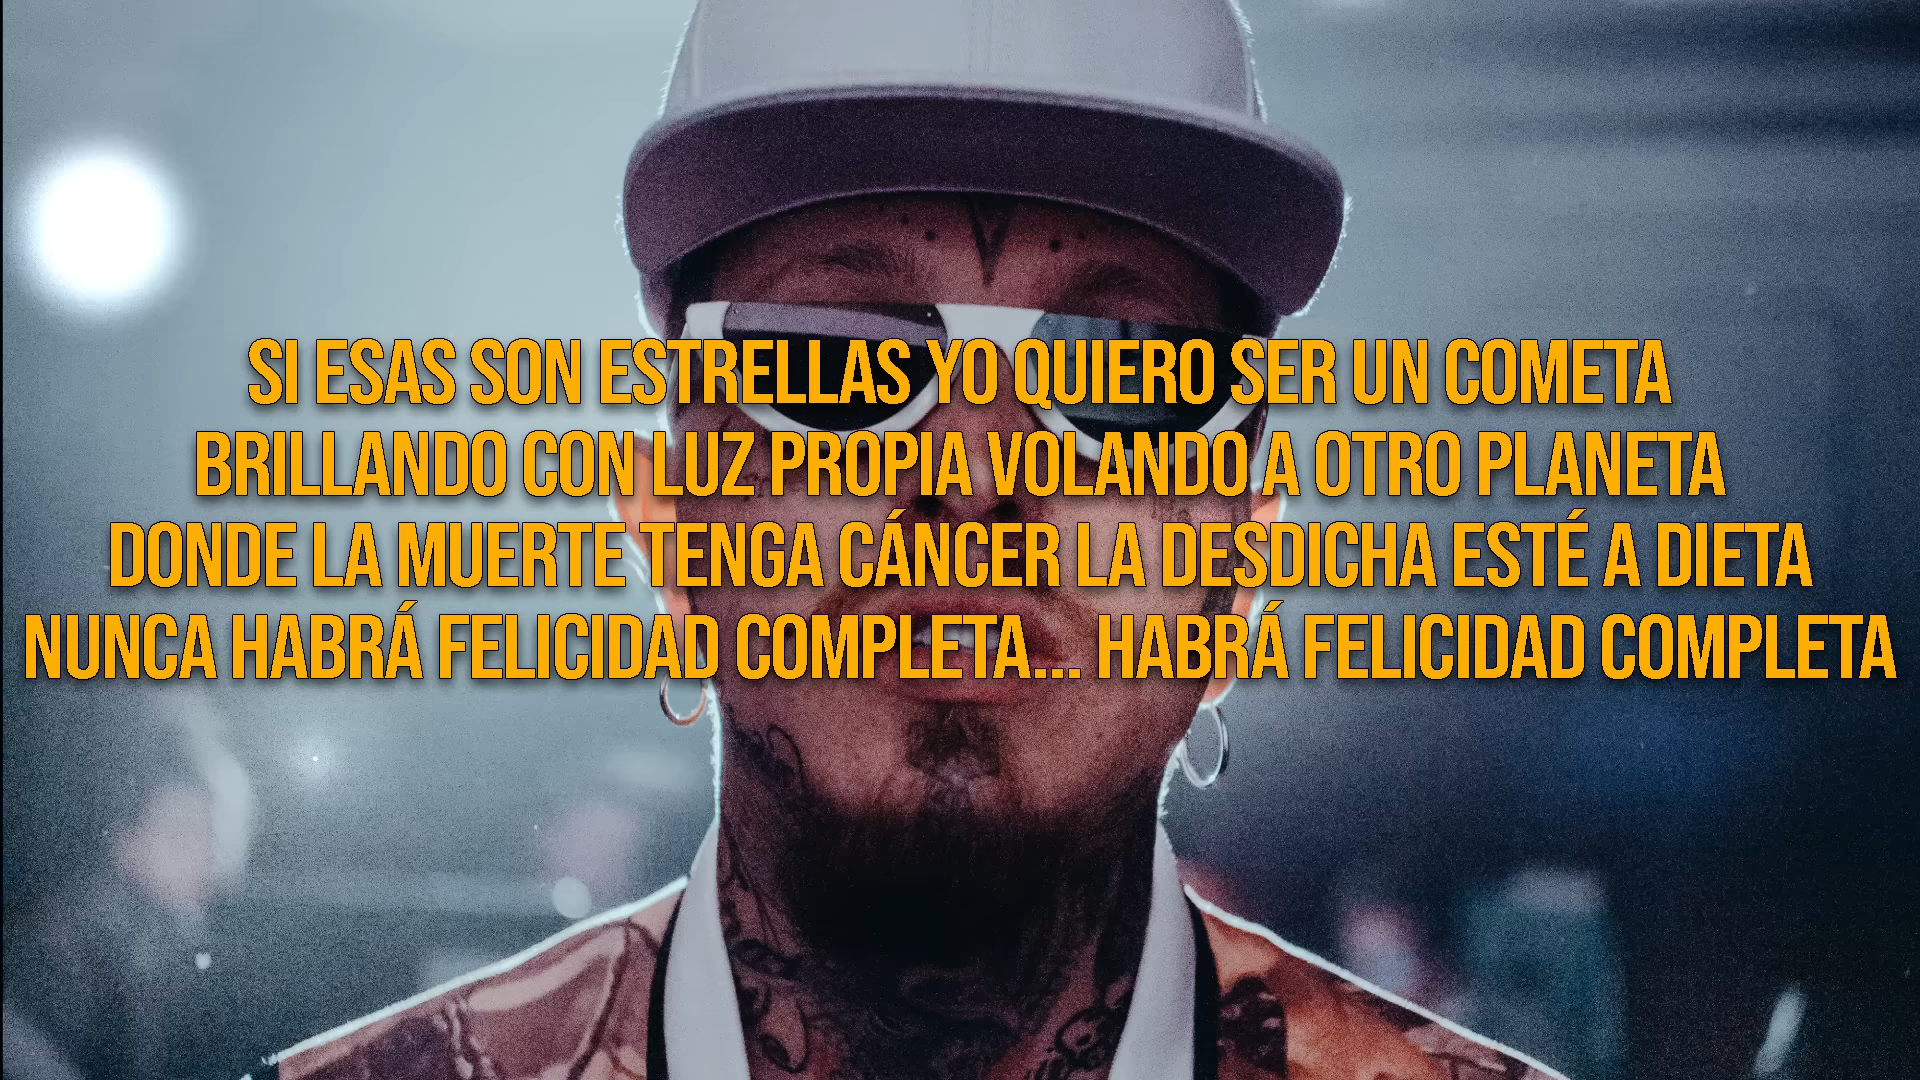 SI ESAS SON ESTRELLAS YO QUIERO SER UN COMETA
BRILLANDO CON LUZ PROPIA VOLANDO A OTRO PLANETA
DONDE LA MUERTE TENGA CÁNCER LA DESDICHA ESTÉ A DIETA
NUNCA HABRÁ FELICIDAD COMPLETA... HABRÁ FELICIDAD COMPLETA